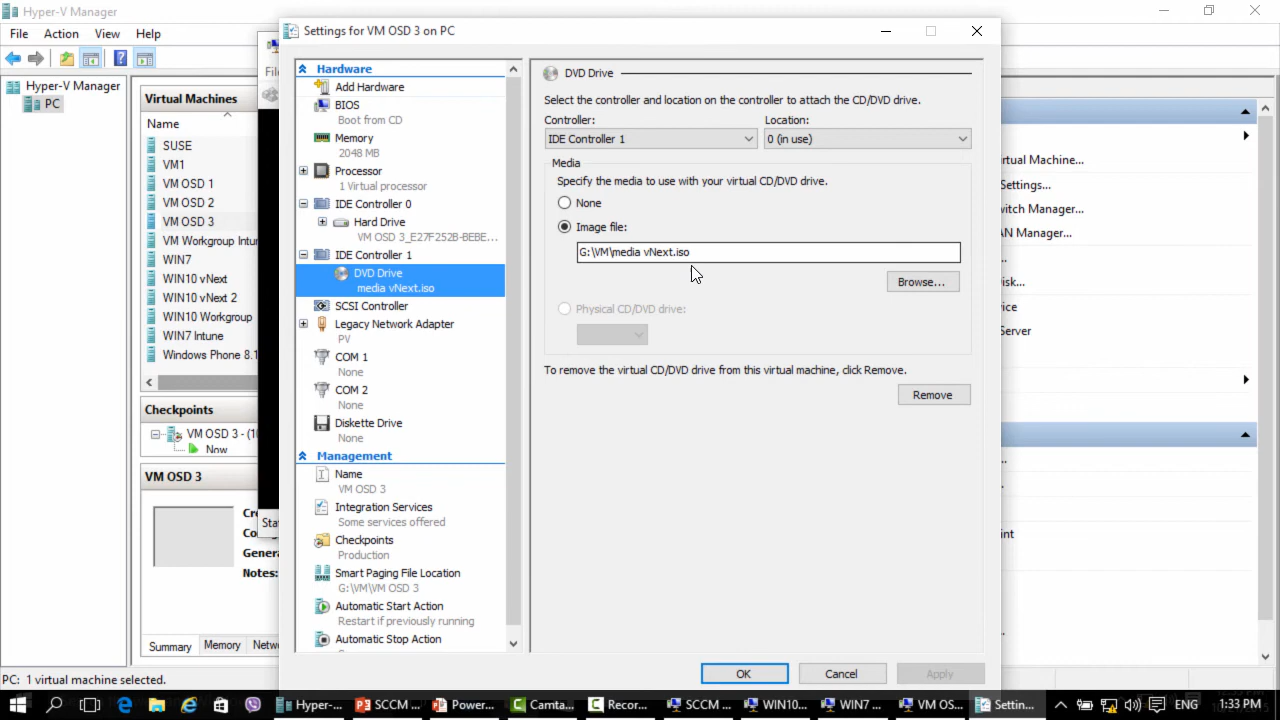 Hyper-V Manager
File Action View Help
Hyper-V Manager
PC
Virtual Machines
Name
SUSE
VM1
VM OSD 1
VM OSD 2
VM OSD 3
VM Workgroup Intun
WIN7
WIN10 vNext
WIN10 vNext 2
WIN10 Workgroup
WIN7 Intune
Windows Phone 8.1
Checkpoints
VM OSD 3 - (10
Now
VM OSD 3
Cre
Co
Genera
Notes:
Summary Memory Netw
PC: 1 virtual machine selected.
File
Sta
Settings for VM OSD 3 on PC
Hardware
Add Hardware
BIOS
Boot from CD
Memory
2048 MB
Processor
1 Virtual processor
IDE Controller 0
Hard Drive
VM OSD 3_E27F252B-BEBE...
IDE Controller 1
DVD Drive
media vNext.iso
SCSI Controller
Legacy Network Adapter
PV
COM 1
None
COM 2
None
Diskette Drive
None
Management
Name
VM OSD 3
Integration Services
Some services offered
Checkpoints
Production
Smart Paging File Location
G:\VM\VM OSD 3
Automatic Start Action
Restart if previously running
Automatic Stop Action
DVD Drive
Select the controller and location on the controller to attach the CD/DVD drive.
Controller: Location:
IDE Controller 1 0 (in use)
Media
Specify the media to use with your virtual CD/DVD drive.
None
Image file:
G:\VM\media vNext.iso
Browse...
Physical CD/DVD drive:
To remove the virtual CD/DVD drive from this virtual machine, click Remove.
Remove
OK Cancel Apply
rtual Machine...
Settings...
witch Manager...
AN Manager...
isk...
ice
Server
int
Hyper-... SCCM ... Power... Camta... Recor... SCCM ... WIN10... WIN7 ... VM OS... Settin... ENG 1:33 PM